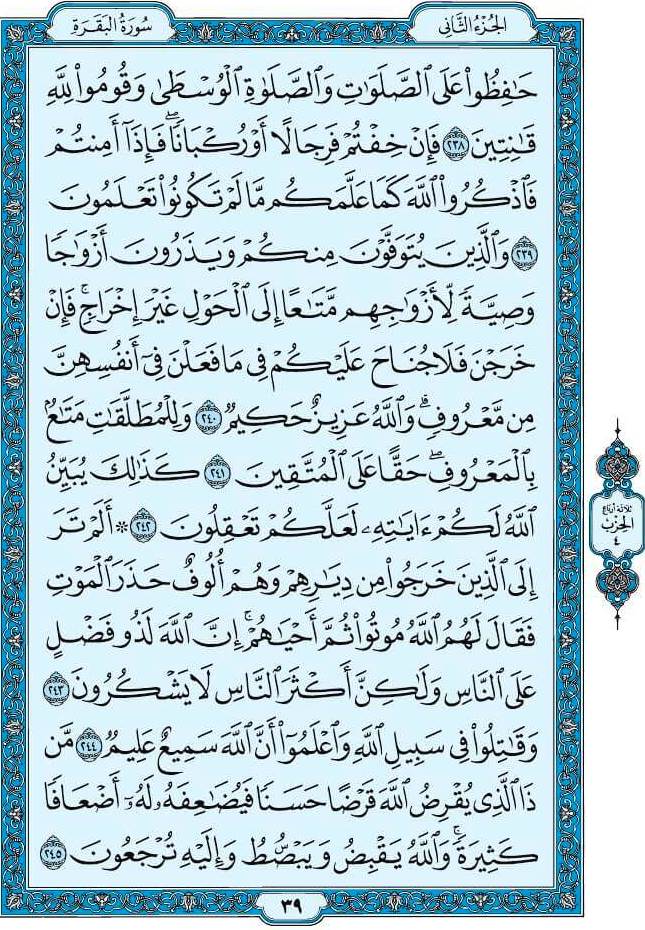 سُورَةُ البَقَرَةِ
الجُزْءُ الثَّانِي
حَٰفِظُوا۟ عَلَى ٱلصَّلَوَٰتِ وَٱلصَّلَوٰةِ ٱلْوُسْطَىٰ وَقُومُوا۟ لِلَّهِ
قَٰنِتِينَ ٢٣٨ فَإِنْ خِفْتُمْ فَرِجَالًا أَوْ رُكْبَانًا ۖ فَإِذَآ أَمِنتُمْ
فَٱذْكُرُوا۟ ٱللَّهَ كَمَا عَلَّمَكُم مَّا لَمْ تَكُونُوا۟ تَعْلَمُونَ
٢٣٩ وَٱلَّذِينَ يُتَوَفَّوْنَ مِنكُمْ وَيَذَرُونَ أَزْوَٰجًا
وَصِيَّةً لِّأَزْوَٰجِهِم مَّتَٰعًا إِلَى ٱلْحَوْلِ غَيْرَ إِخْرَاجٍ ۚ فَإِنْ
خَرَجْنَ فَلَا جُنَاحَ عَلَيْكُمْ فِى مَا فَعَلْنَ فِىٓ أَنفُسِهِنَّ
مِن مَّعْرُوفٍ ۗ وَٱللَّهُ عَزِيزٌ حَكِيمٌ ٢٤٠ وَلِلْمُطَلَّقَٰتِ مَتَٰعٌۢ
بِٱلْمَعْرُوفِ ۖ حَقًّا عَلَى ٱلْمُتَّقِينَ ٢٤١ كَذَٰلِكَ يُبَيِّنُ
ٱللَّهُ لَكُمْ ءَايَٰتِهِۦ لَعَلَّكُمْ تَعْقِلُونَ ٢٤٢ * أَلَمْ تَرَ
إِلَى ٱلَّذِينَ خَرَجُوا۟ مِن دِيَٰرِهِمْ وَهُمْ أُلُوفٌ حَذَرَ ٱلْمَوْتِ
فَقَالَ لَهُمُ ٱللَّهُ مُوتُوا۟ ثُمَّ أَحْيَٰهُمْ ۚ إِنَّ ٱللَّهَ لَذُو فَضْلٍ
عَلَى ٱلنَّاسِ وَلَٰكِنَّ أَكْثَرَ ٱلنَّاسِ لَا يَشْكُرُونَ ٢٤٣
وَقَٰتِلُوا۟ فِى سَبِيلِ ٱللَّهِ وَٱعْلَمُوٓا۟ أَنَّ ٱللَّهَ سَمِيعٌ عَلِيمٌ ٢٤٤ مَّن
ذَا ٱلَّذِى يُقْرِضُ ٱللَّهَ قَرْضًا حَسَنًا فَيُضَٰعِفَهُۥ لَهُۥٓ أَضْعَافًا
كَثِيرَةً ۚ وَٱللَّهُ يَقْبِضُ وَيَبْصُۜطُ وَإِلَيْهِ تُرْجَعُونَ ٢٤٥
ثلاثة أرباع
الحزب
٤
٣٩